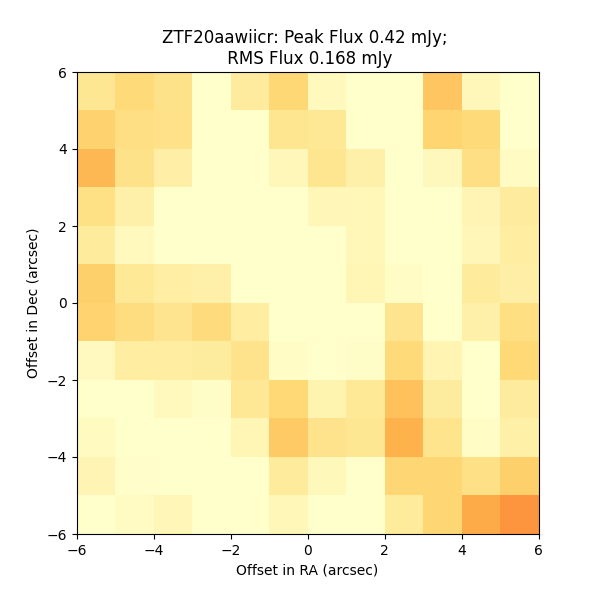 ZTF20aawiicr: Peak Flux 0.42 mJy;
RMS Flux 0.168 mJy
6
4
2
0
−2
−4
−6
Offset in Dec (arcsec)
−6 −4 −2 0 2 4 6
Offset in RA (arcsec)